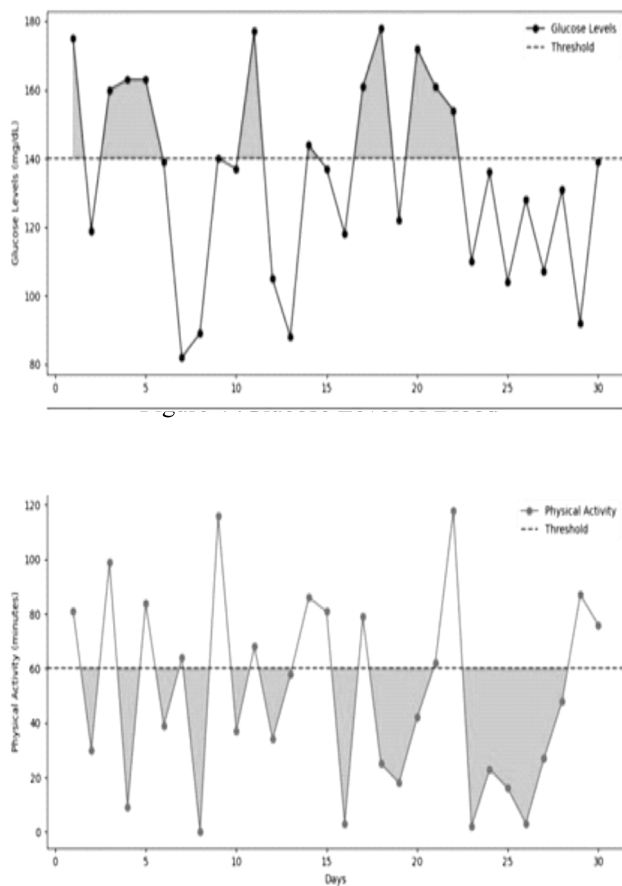 180
160
140
120
100
80
Glucose Levels (mg/dL)
Glucose Levels
Threshold
0 5 10 15 20 25 30
120
100
80
60
40
20
0
Physical Activity (minutes)
Physical Activity
Threshold
0 5 10 15 20 25 30
Days